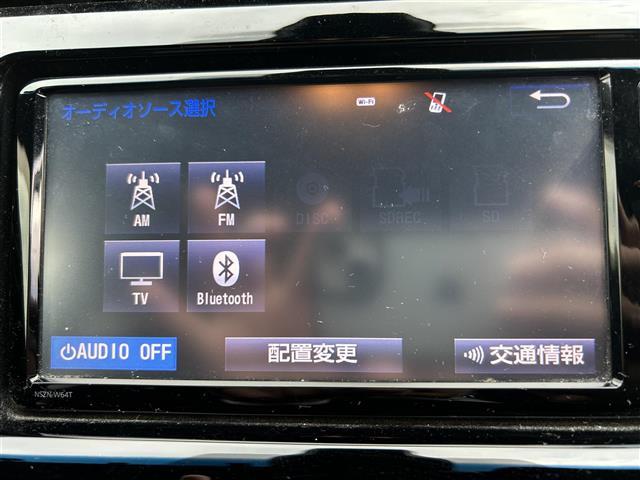 オーディオソース選択
Wi-Fi
AM
FM
DISC
SDREC
SD
TV
Bluetooth
AUDIO OFF
配置変更
交通情報
NSZN-W64T